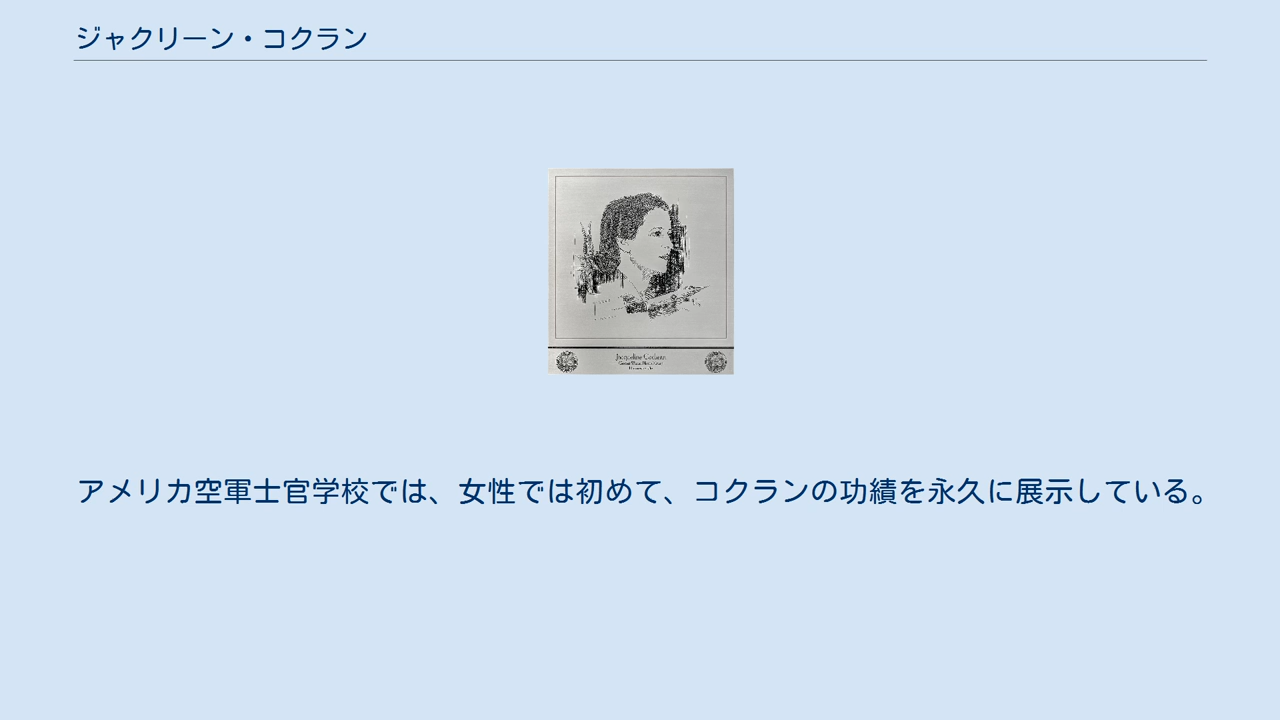 ジャクリーン・コクラン
Jacqueline Cochran
アメリカ空軍士官学校では、女性では初めて、コクランの功績を永久に展示している。